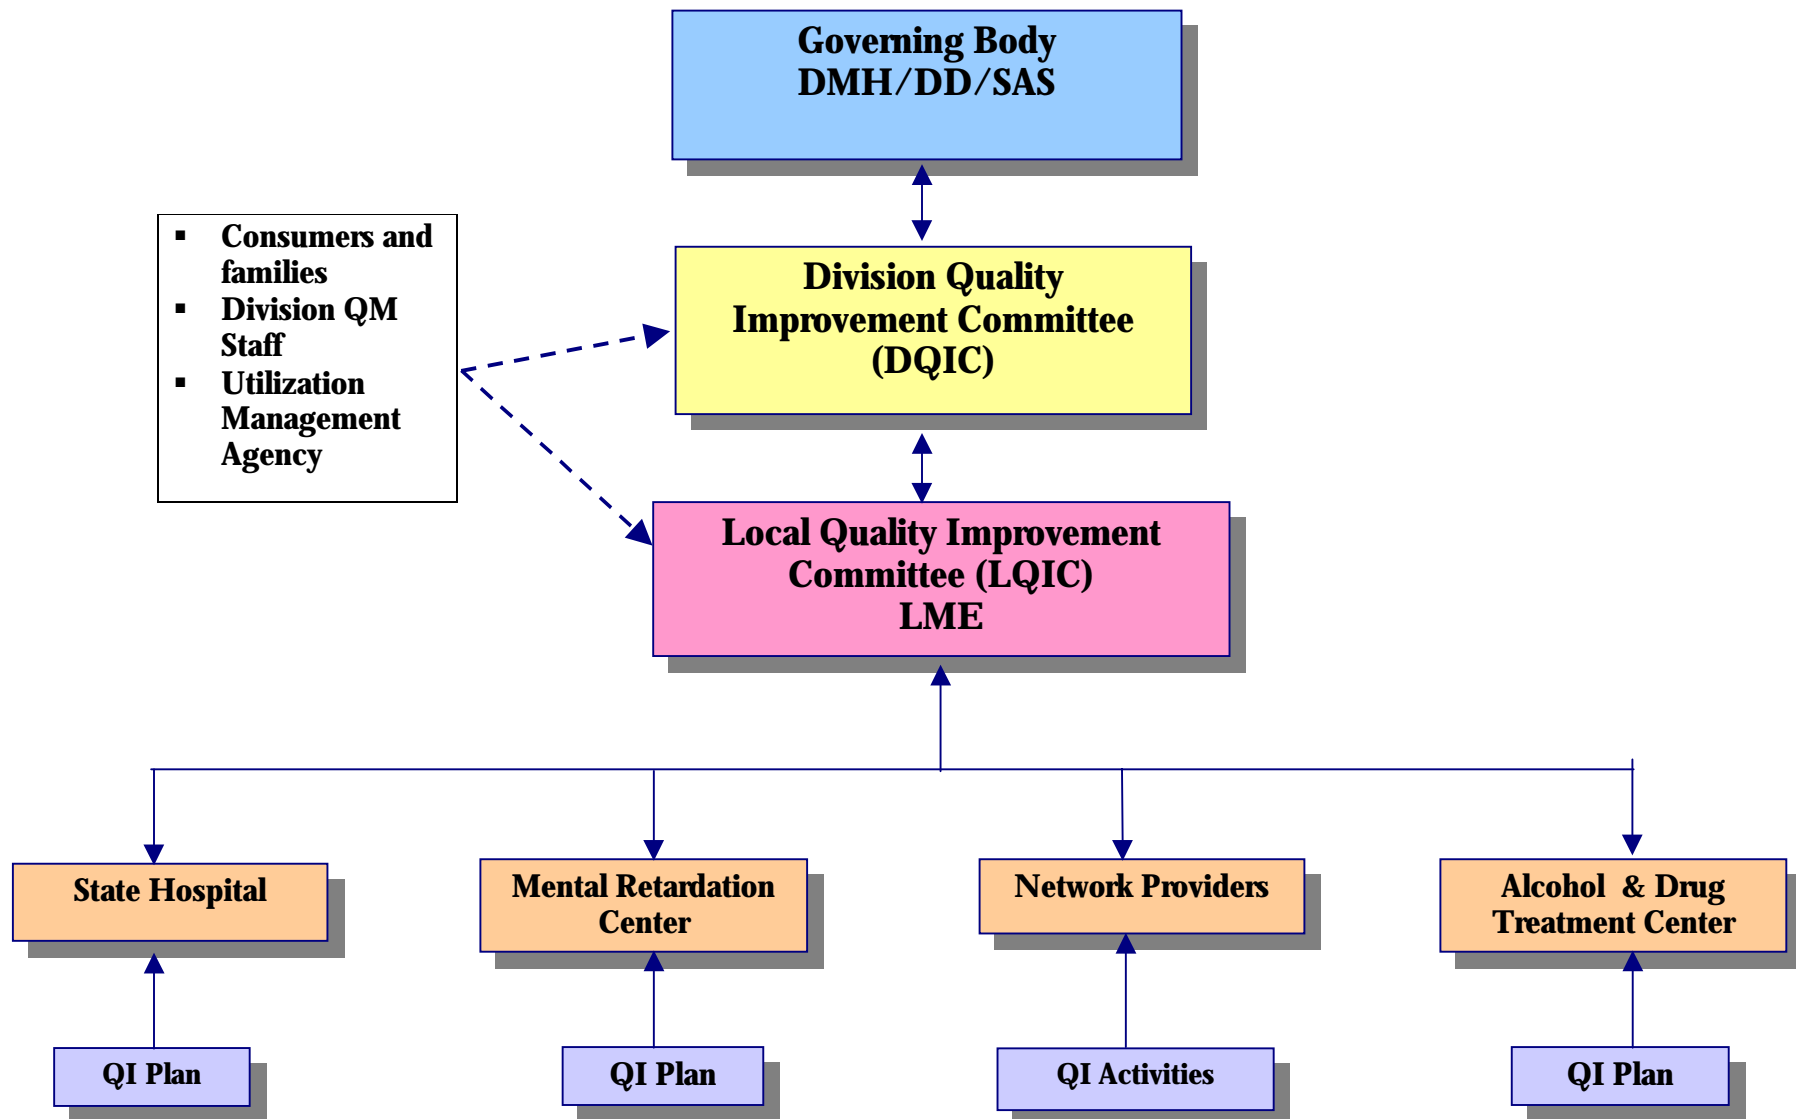 Governing Body
DMH/DD/SAS
▪ Consumers and
families
▪ Division QM
Staff
▪ Utilization
Management
Agency
Division Quality
Improvement Committee
(DQIC)
Local Quality Improvement
Committee (LQIC)
LME
State Hospital
Mental Retardation
Center
Network Providers
Alcohol & Drug
Treatment Center
QI Plan
QI Plan
QI Activities
QI Plan